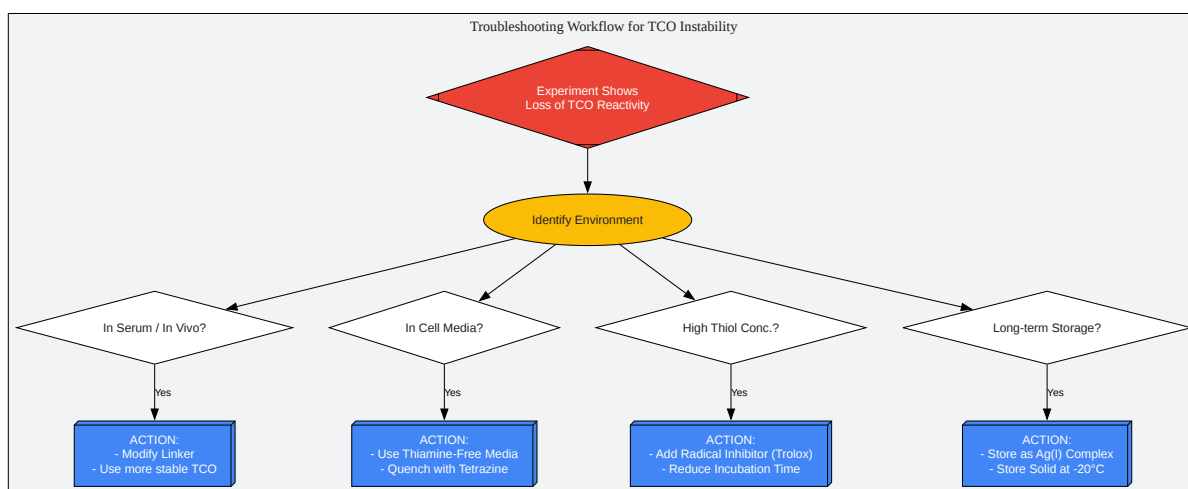 Troubleshooting Workflow for TCO Instability
Experiment Shows
Loss of TCO Reactivity
Identify Environment
In Serum / In Vivo?
In Cell Media?
High Thiol Conc.?
Long-term Storage?
Yes
Yes
Yes
Yes
ACTION:
- Modify Linker
- Use more stable TCO
ACTION:
- Use Thiamine-Free Media
- Quench with Tetrazine
ACTION:
- Add Radical Inhibitor (Trolox)
- Reduce Incubation Time
ACTION:
- Store as Ag(I) Complex
- Store Solid at -20°C